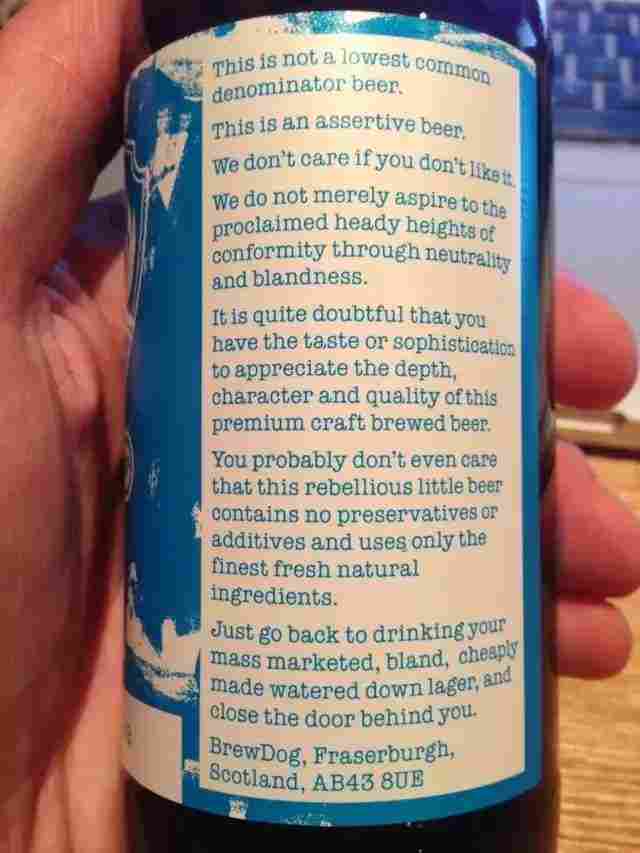 This is not a lowest common
denominator beer.
This is an assertive beer.
We don't care if you don't like it.
We do not merely aspire to the
proclaimed heady heights of
conformity through neutrality
and blandness.
It is quite doubtful that you
have the taste or sophistication
to appreciate the depth,
character and quality of this
premium craft brewed beer.
You probably don't even care
that this rebellious little beer
contains no preservatives or
additives and uses only the
finest fresh natural
ingredients.
Just go back to drinking your
mass marketed, bland, cheaply
made watered down lager, and
close the door behind you.
BrewDog, Fraserburgh,
Scotland, AB43 8UE